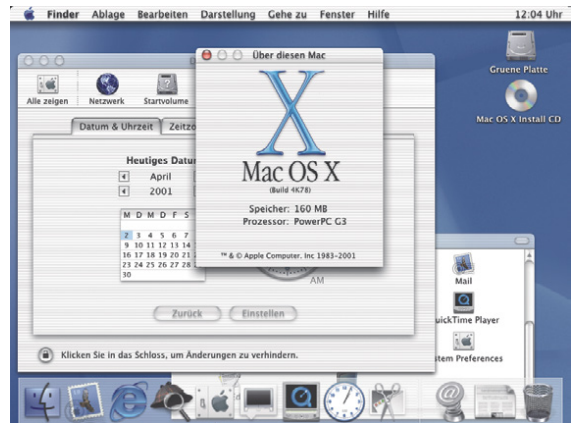 Finder Ablage Bearbeiten Darstellung Gehe zu Fenster Hilfe 12:04 Uhr
Über diesen Mac
Gruene Platte
Alle zeigen Netzwerk Startvolume
Mac OS X Install CD
Datum & Uhrzeit Zeitzo
Heutiges Datu
April
2001
M D M D F S
2 3 4 5 6 7
9 10 11 12 13 14
16 17 18 19 20 21
23 24 25 26 27 28
30
Mac OS X
(Build 4K78)
Speicher: 160 MB
Prozessor: PowerPC G3
™ & © Apple Computer, Inc 1983-2001
AM
Zurück Einstellen
Klicken Sie in das Schloss, um Änderungen zu verhindern.
Mail
uickTime Player
tem Preferences